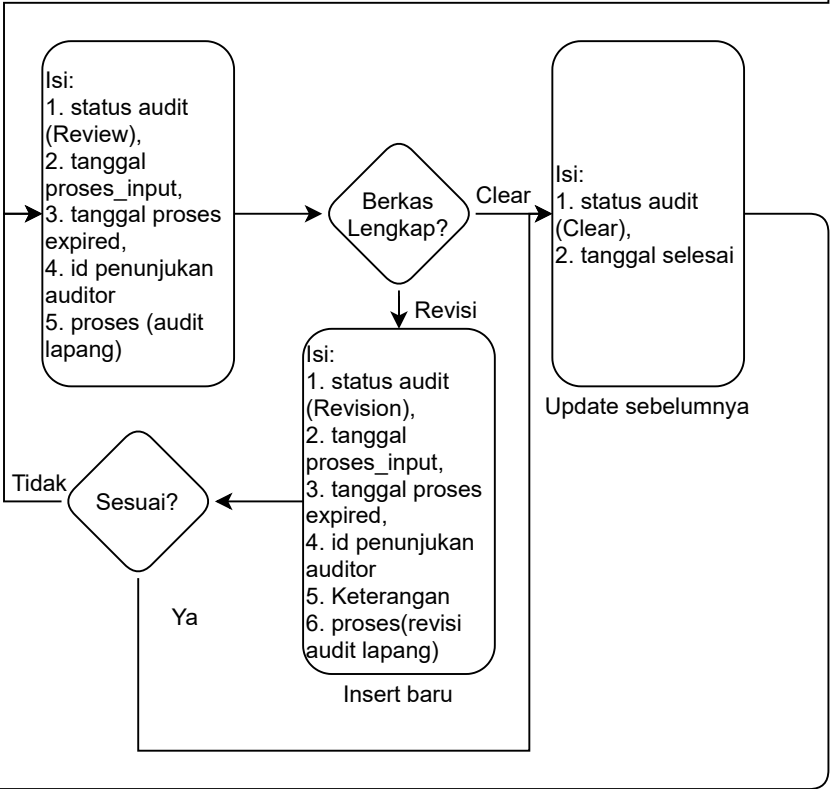 Isi:
1. status audit
(Review),
2. tanggal
proses_input,
3. tanggal proses
expired,
4. id penunjukan
auditor
5. proses (audit
lapang)
Berkas
Lengkap?
Clear
Isi:
1. status audit
(Clear),
2. tanggal selesai
Update sebelumnya
Revisi
Isi:
1. status audit
(Revision),
2. tanggal
proses_input,
3. tanggal proses
expired,
4. id penunjukan
auditor
5. Keterangan
6. proses(revisi
audit lapang)
Insert baru
Sesuai?
Tidak
Ya